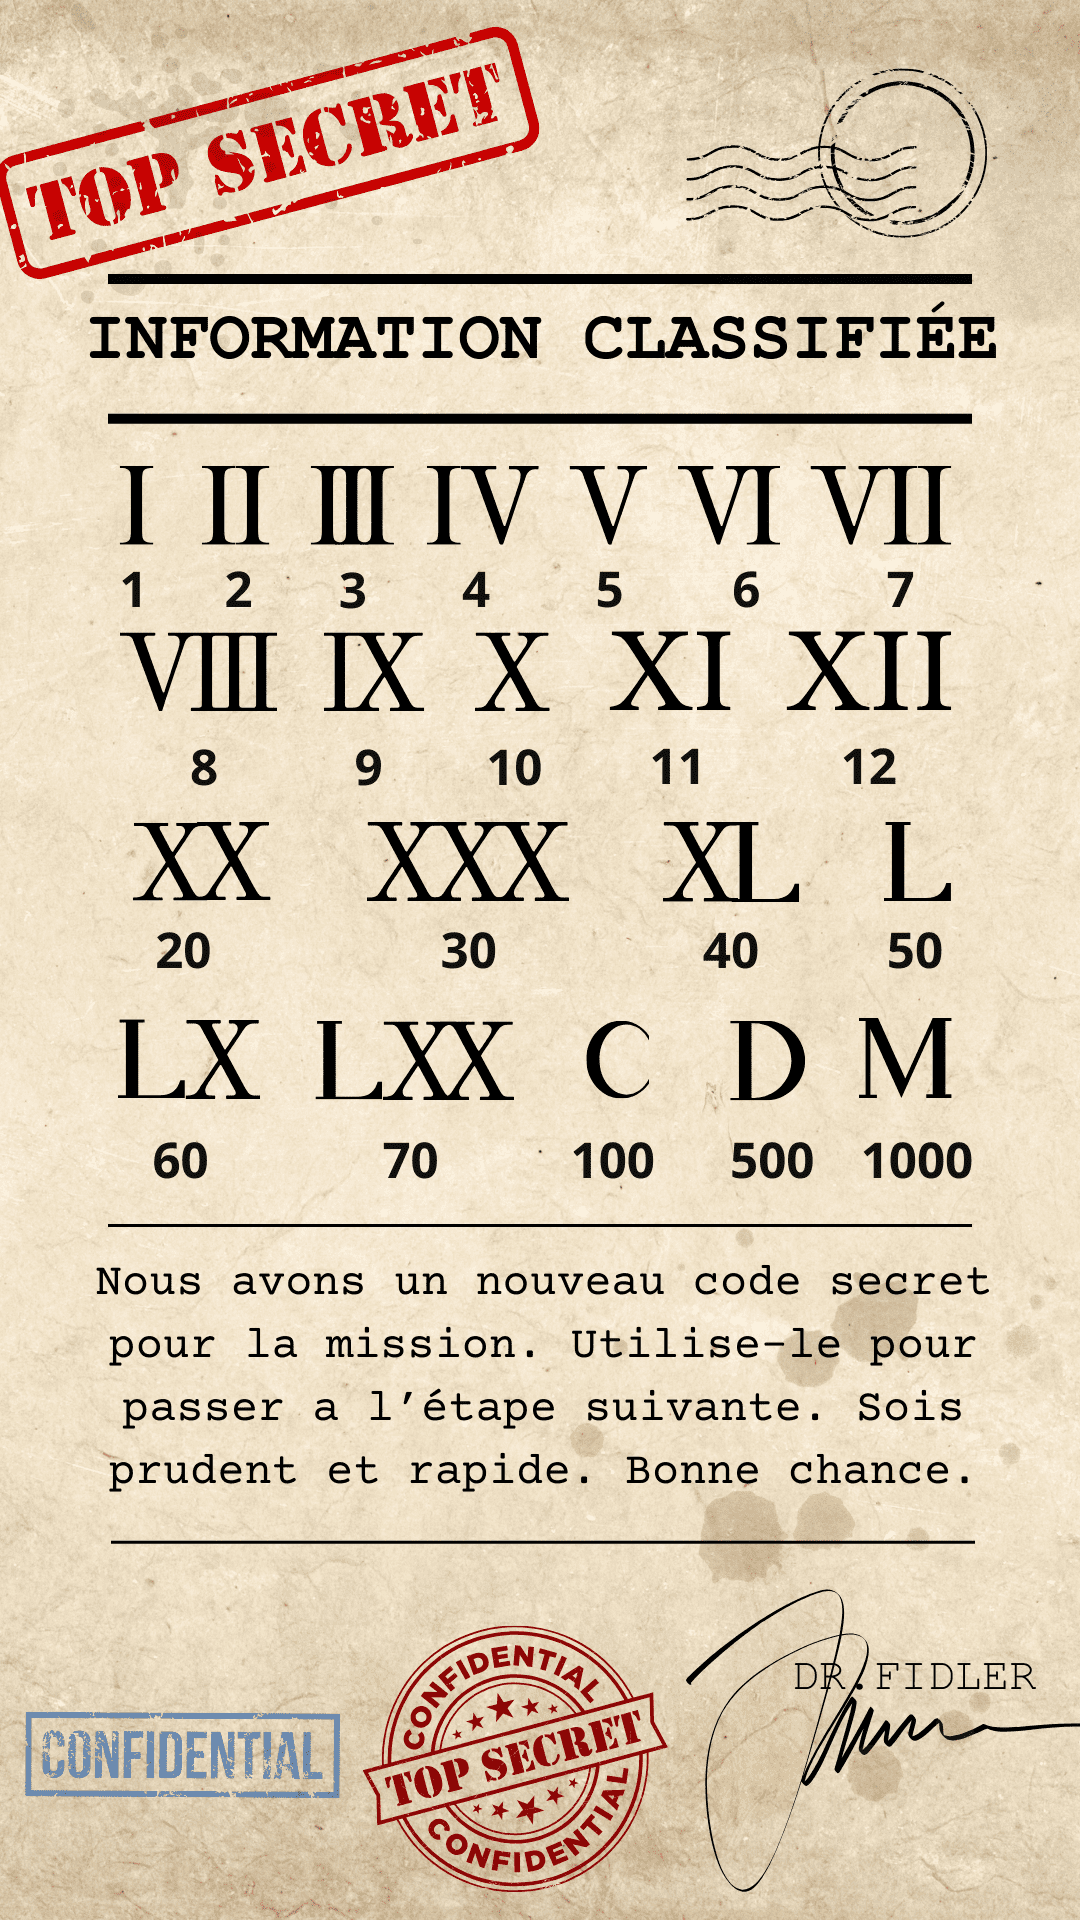 TOP SECRET
INFORMATION CLASSIFIÉE
I II III IV V VI VII
1 2 3 4 5 6 7
VIII IX X XI XII
8 9 10 11 12
XX XXX XL L
20 30 40 50
LX LXX C D M
60 70 100 500 1000
Nous avons un nouveau code secret
pour la mission. Utilise-le pour
passer a l’étape suivante. Sois
prudent et rapide. Bonne chance.
DR.FIDLER
CONFIDENTIAL
CONFIDENTIAL
TOP SECRET
CONFIDENTIAL